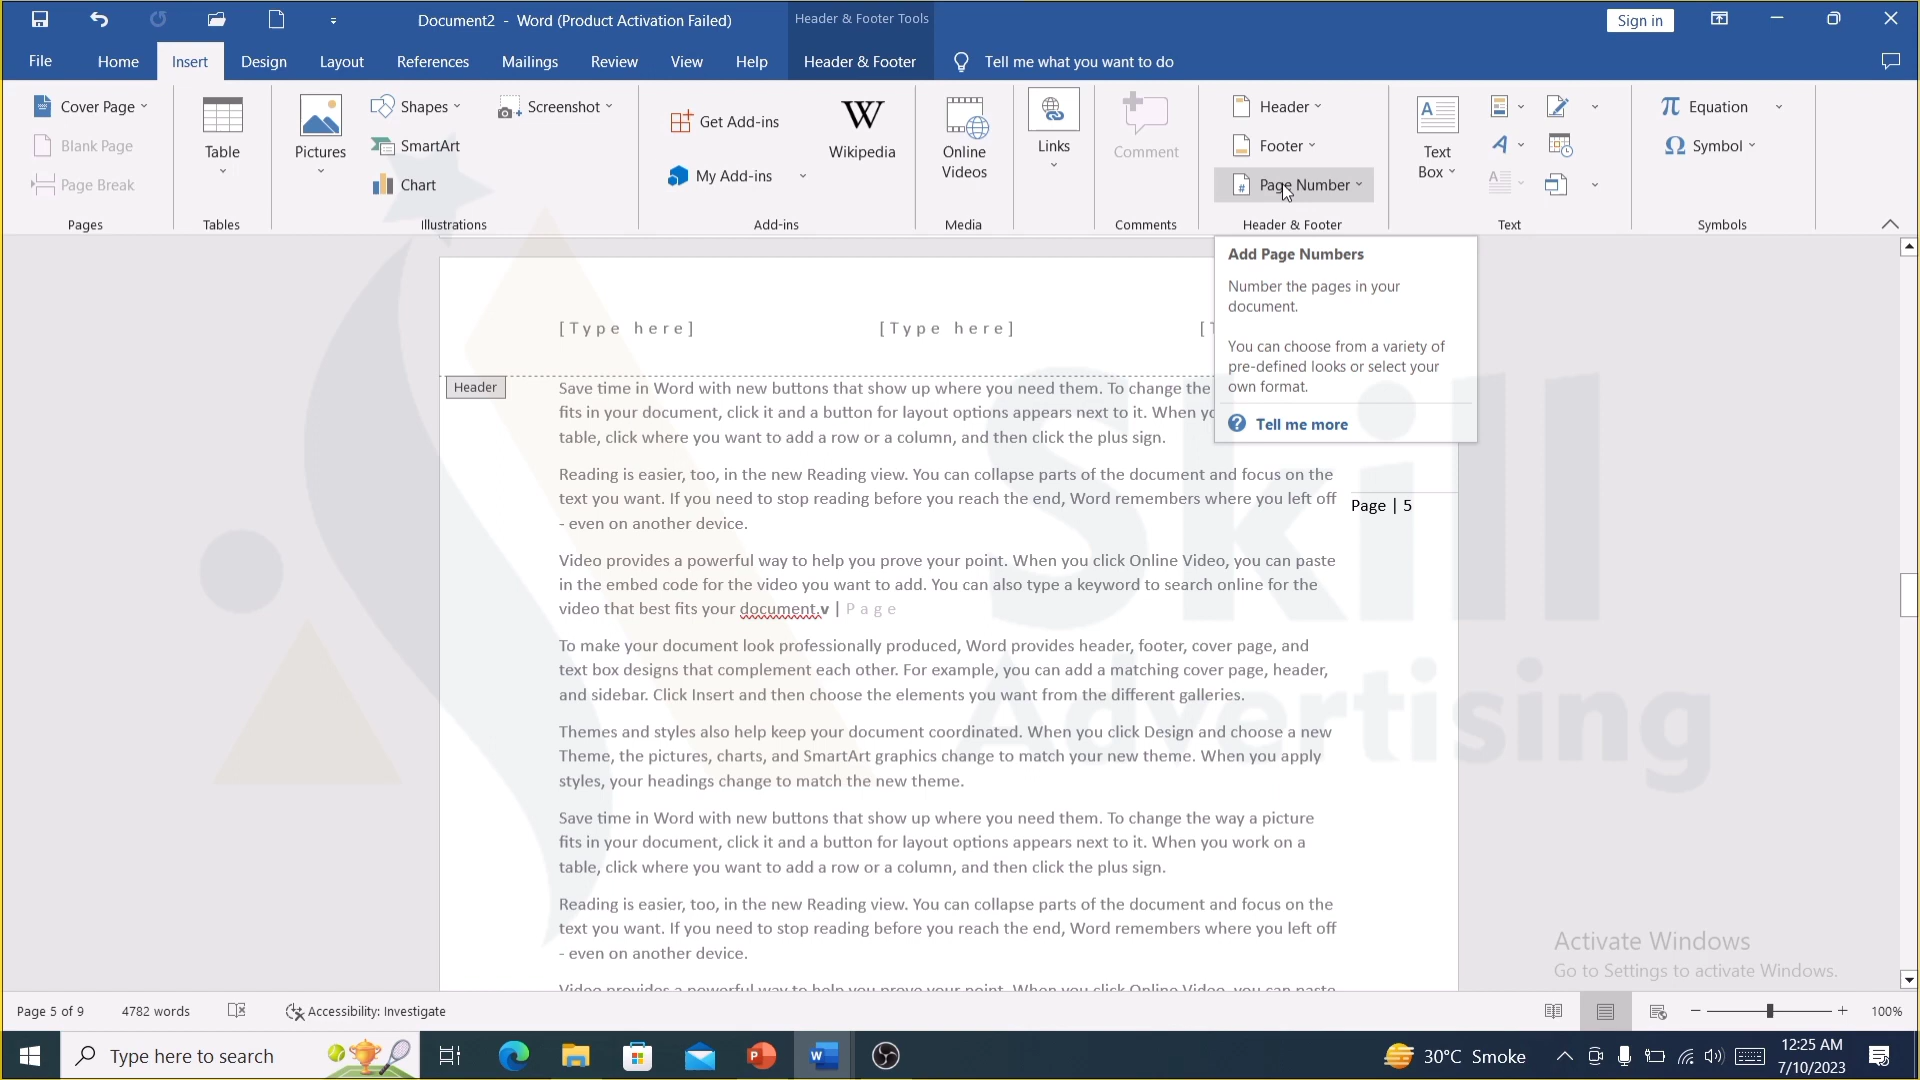 Document2 - Word (Product Activation Failed)
Header & Footer Tools
Sign in
File
Home
Insert
Design
Layout
References
Mailings
Review
View
Help
Header & Footer
Tell me what you want to do
Cover Page
Blank Page
Page Break
Pages
Table
Tables
Pictures
Shapes
SmartArt
Chart
Screenshot
Illustrations
Get Add-ins
My Add-ins
W
Wikipedia
Add-ins
Online
Videos
Media
Links
Comment
Comments
Header
Footer
Page Number
Header & Footer
Text
Box
Text
Equation
Symbol
Symbols
Add Page Numbers
Number the pages in your
document.
You can choose from a variety of
pre-defined looks or select your
own format.
Tell me more
[Type here] [Type here] [T
Header
Save time in Word with new buttons that show up where you need them. To change the
fits in your document, click it and a button for layout options appears next to it. When yo
table, click where you want to add a row or a column, and then click the plus sign.
Reading is easier, too, in the new Reading view. You can collapse parts of the document and focus on the
text you want. If you need to stop reading before you reach the end, Word remembers where you left off
- even on another device.
Page | 5
Video provides a powerful way to help you prove your point. When you click Online Video, you can paste
in the embed code for the video you want to add. You can also type a keyword to search online for the
video that best fits your document.v | Page
To make your document look professionally produced, Word provides header, footer, cover page, and
text box designs that complement each other. For example, you can add a matching cover page, header,
and sidebar. Click Insert and then choose the elements you want from the different galleries.
Themes and styles also help keep your document coordinated. When you click Design and choose a new
Theme, the pictures, charts, and SmartArt graphics change to match your new theme. When you apply
styles, your headings change to match the new theme.
Save time in Word with new buttons that show up where you need them. To change the way a picture
fits in your document, click it and a button for layout options appears next to it. When you work on a
table, click where you want to add a row or a column, and then click the plus sign.
Reading is easier, too, in the new Reading view. You can collapse parts of the document and focus on the
text you want. If you need to stop reading before you reach the end, Word remembers where you left off
- even on another device.
Video provides a powerful way to help you prove your point. When you click Online Video, you can paste
Skill
Advertising
Activate Windows
Go to Settings to activate Windows.
Page 5 of 9
4782 words
Accessibility: Investigate
100%
Type here to search
30°C Smoke
12:25 AM
7/10/2023